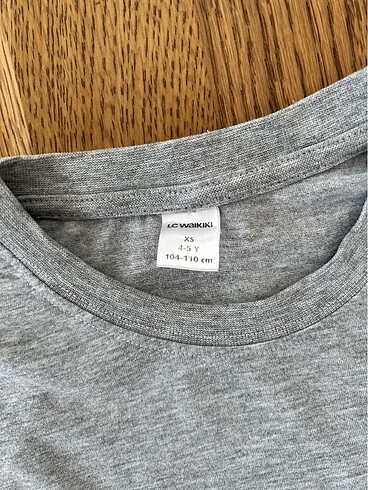 LC WAIKIKI
XS
4-5 Y
104-110 cm